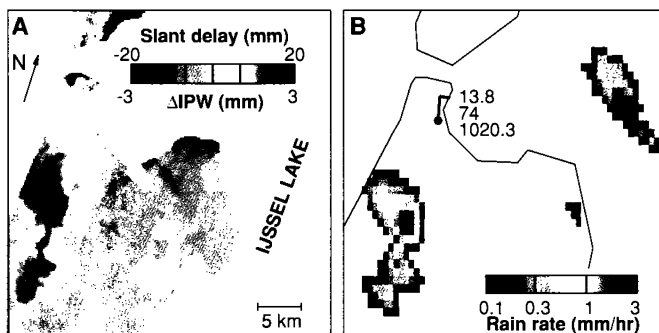 A
Slant delay (mm)
-20 20
N
-3 3
ΔIPW (mm)
IJSSEL LAKE
5 km
B
13.8
74
1020.3
0.1 0.3 1 3
Rain rate (mm/hr)